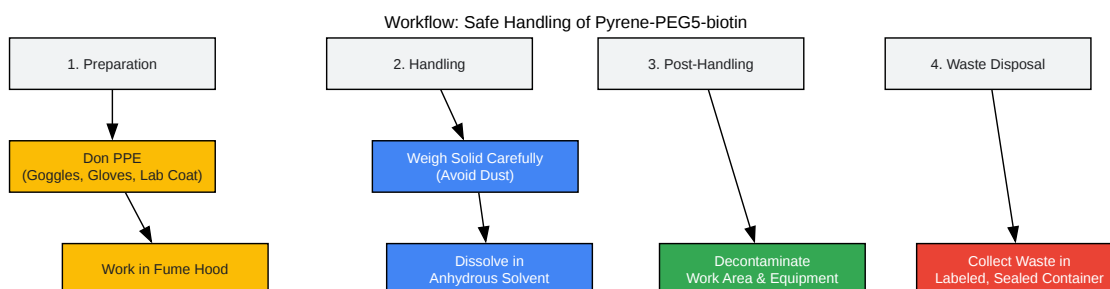 Workflow: Safe Handling of Pyrene-PEG5-biotin
1. Preparation
2. Handling
3. Post-Handling
4. Waste Disposal
Don PPE
(Goggles, Gloves, Lab Coat)
Weigh Solid Carefully
(Avoid Dust)
Work in Fume Hood
Dissolve in
Anhydrous Solvent
Decontaminate
Work Area & Equipment
Collect Waste in
Labeled, Sealed Container